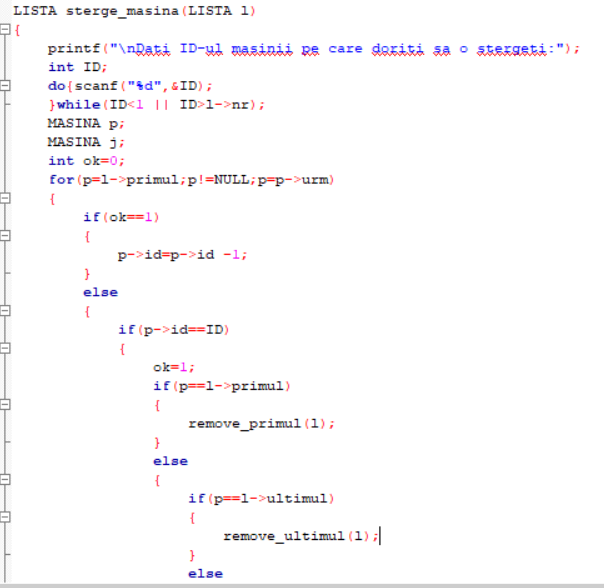 LISTA sterge_masina(LISTA l)
{
printf("\nDati ID-ul masinii pe care doriti sa o stergeti:");
int ID;
do{scanf("%d",&ID);
}while(ID<1 || ID>l->nr);
MASINA p;
MASINA j;
int ok=0;
for(p=l->primul;p!=NULL;p=p->urm)
{
if(ok==1)
{
p->id=p->id -1;
}
else
{
if(p->id==ID)
{
ok=1;
if(p==l->primul)
{
remove_primul(l);
}
else
{
if(p==l->ultimul)
{
remove_ultimul(l);
}
else